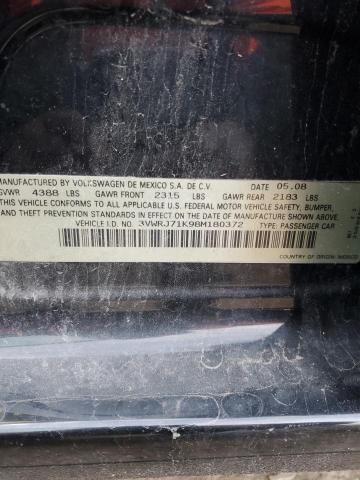 MANUFACTURED BY VOLKSWAGEN DE MEXICO S.A. DE C.V. DATE 05.08
GVWR 4388 LBS GAWR FRONT 2315 LBS GAWR REAR 2183 LBS
THIS VEHICLE CONFORMS TO ALL APPLICABLE U.S. FEDERAL MOTOR VEHICLE SAFETY, BUMPER,
AND THEFT PREVENTION STANDARDS IN EFFECT ON THE DATE OF MANUFACTURE SHOWN ABOVE.
VEHICLE I.D. NO. 3VWRJ71K98M180372 TYPE: PASSENGER CAR
COUNTRY OF ORIGIN: MEXICO